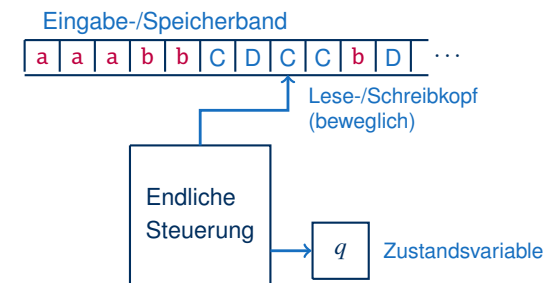 Eingabe-/Speicherband
a a a b b C D C C b D ...
Lese-/Schreibkopf
(beweglich)
Endliche
Steuerung
q
Zustandsvariable